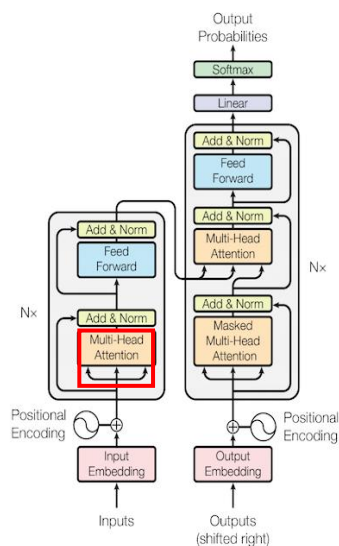 Output
Probabilities
Softmax
Linear
Add & Norm
Feed
Forward
Add & Norm
Multi-Head
Attention
Nx
Add & Norm
Masked
Multi-Head
Attention
Add & Norm
Feed
Forward
Nx
Add & Norm
Multi-Head
Attention
Positional
Encoding
Positional
Encoding
Input
Embedding
Output
Embedding
Inputs
Outputs
(shifted right)